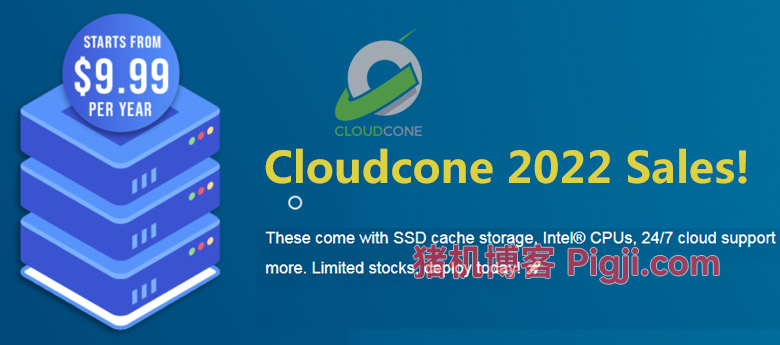 STARTS FROM
$9.99
PER YEAR
CLOUDCONE
Cloudcone 2022 Sales!
These come with SSD cache storage, Intel® CPUs, 24/7 cloud support
more. Limited stocks, deploy today! 🚀
猪机博客 Pigji.com